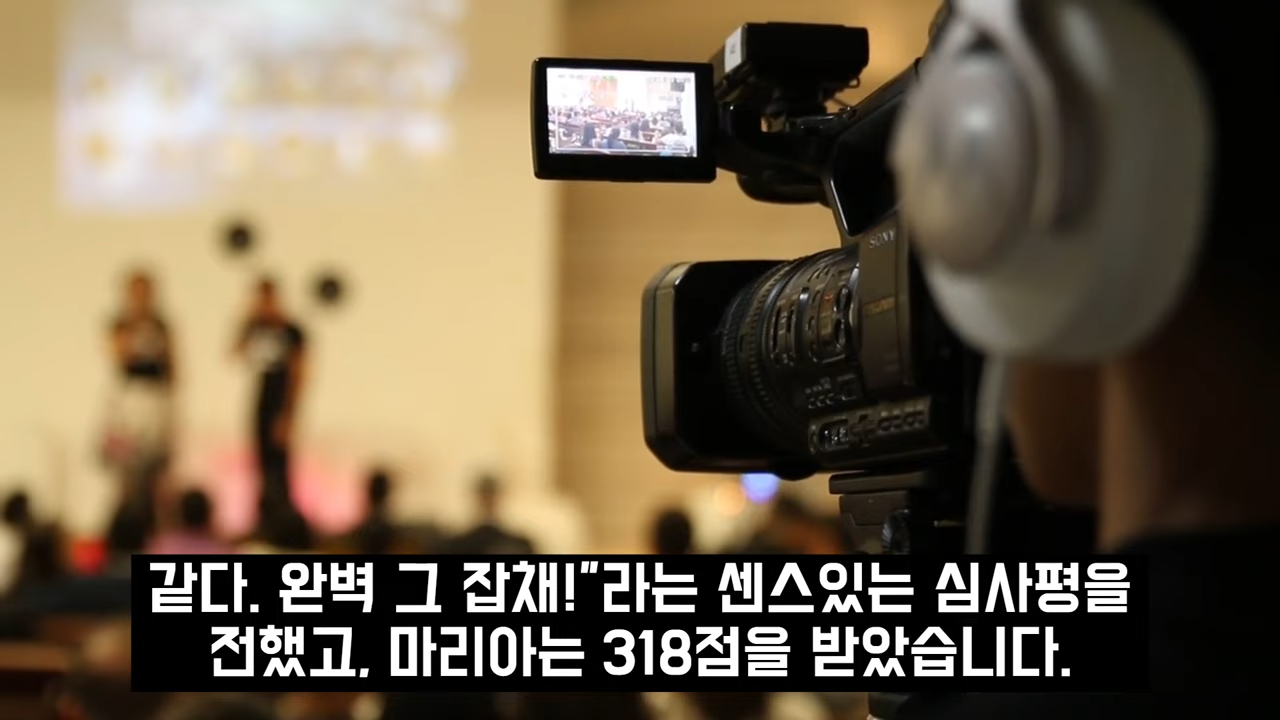 SONY
같다. 완벽 그 잡채!"라는 센스있는 심사평을
전했고, 마리아는 318점을 받았습니다.